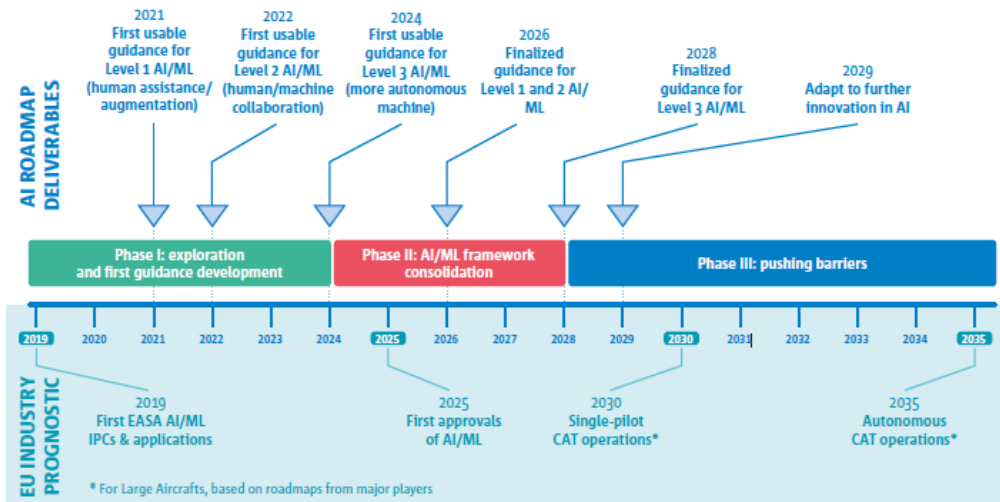 AI ROADMAP
DELIVERABLES
2021
First usable
guidance for
Level 1 AI/ML
(human assistance/
augmentation)
2022
First usable
guidance for
Level 2 AI/ML
(human/machine
collaboration)
2024
First usable
guidance for
Level 3 AI/ML
(more autonomous
machine)
2026
Finalized
guidance for
Level 1 and 2 AI/
ML
2028
Finalized
guidance for
Level 3 AI/ML
2029
Adapt to further
innovation in AI
Phase I: exploration
and first guidance development
Phase II: AI/ML framework
consolidation
Phase III: pushing barriers
2019
2020
2021
2022
2023
2024
2025
2026
2027
2028
2029
2030
2031
2032
2033
2034
2035
EU INDUSTRY
PROGNOSTIC
2019
First EASA AI/ML
IPCs & applications
2025
First approvals
of AI/ML
2030
Single-pilot
CAT operations*
2035
Autonomous
CAT operations*
* For Large Aircrafts, based on roadmaps from major players